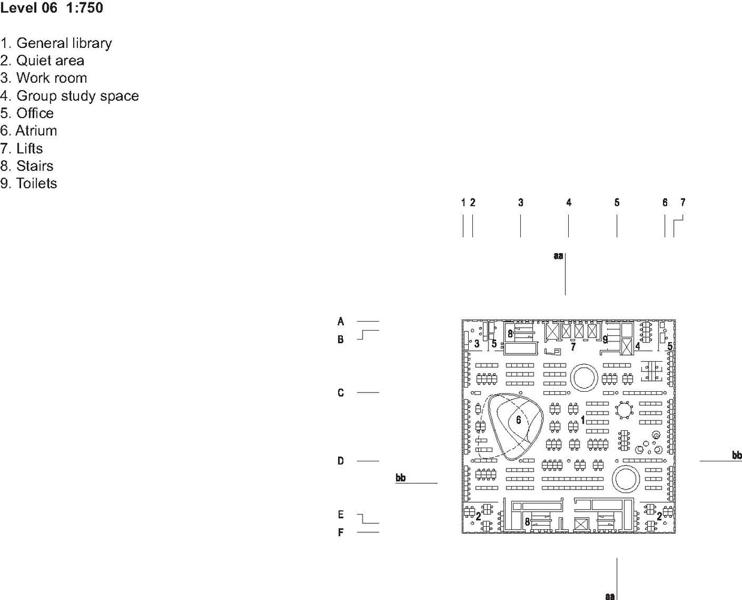 Level 06 1:750
1. General library
2. Quiet area
3. Work room
4. Group study space
5. Office
6. Atrium
7. Lifts
8. Stairs
9. Toilets
1 2 3 4 5 6 7
aa
A
B
8 9
3 5 7 4 5
C
6 1
D
bb
bb
E
2 8 2
F
aa